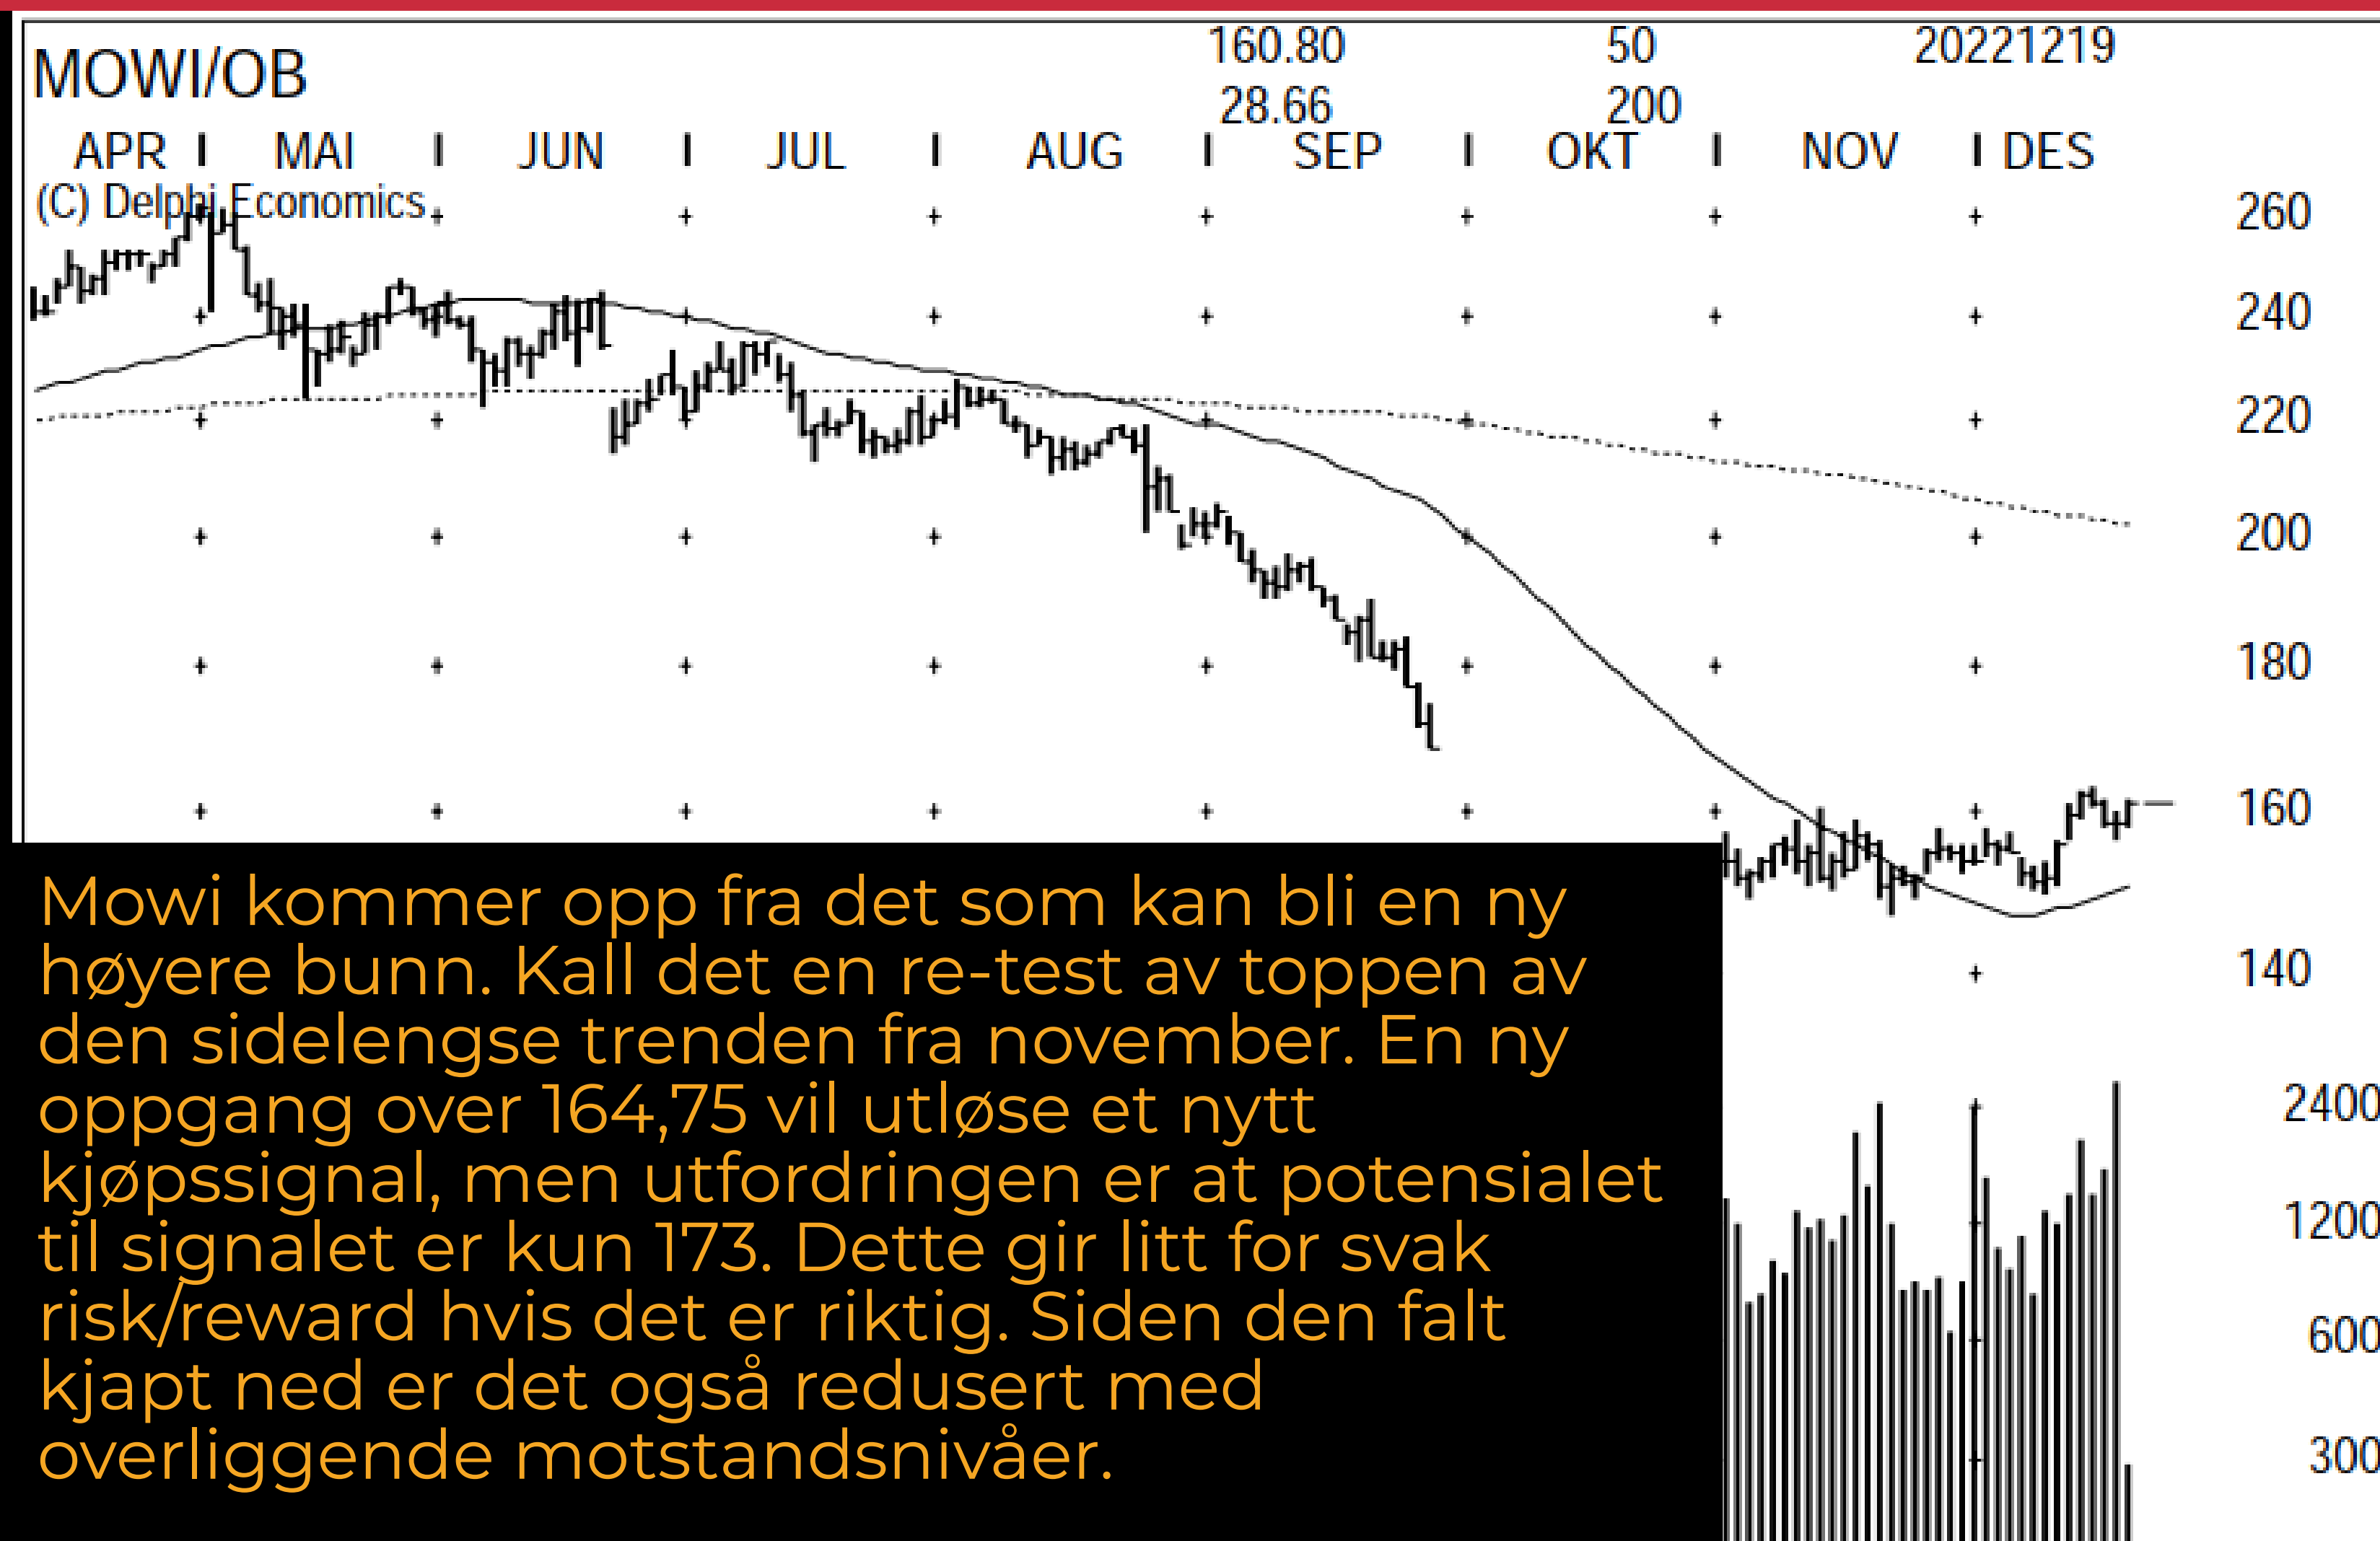 MOWI/OB 160.80 50 20221219
28.66 200
APR MAI JUN JUL AUG SEP OKT NOV DES
(C) Delphi Economics
260
240
220
200
180
160
140
2400
1200
600
300
Mowi kommer opp fra det som kan bli en ny
høyere bunn. Kall det en re-test av toppen av
den sidelengse trenden fra november. En ny
oppgang over 164,75 vil utløse et nytt
kjøpssignal, men utfordringen er at potensialet
til signalet er kun 173. Dette gir litt for svak
risk/reward hvis det er riktig. Siden den falt
kjapt ned er det også redusert med
overliggende motstandsnivåer.